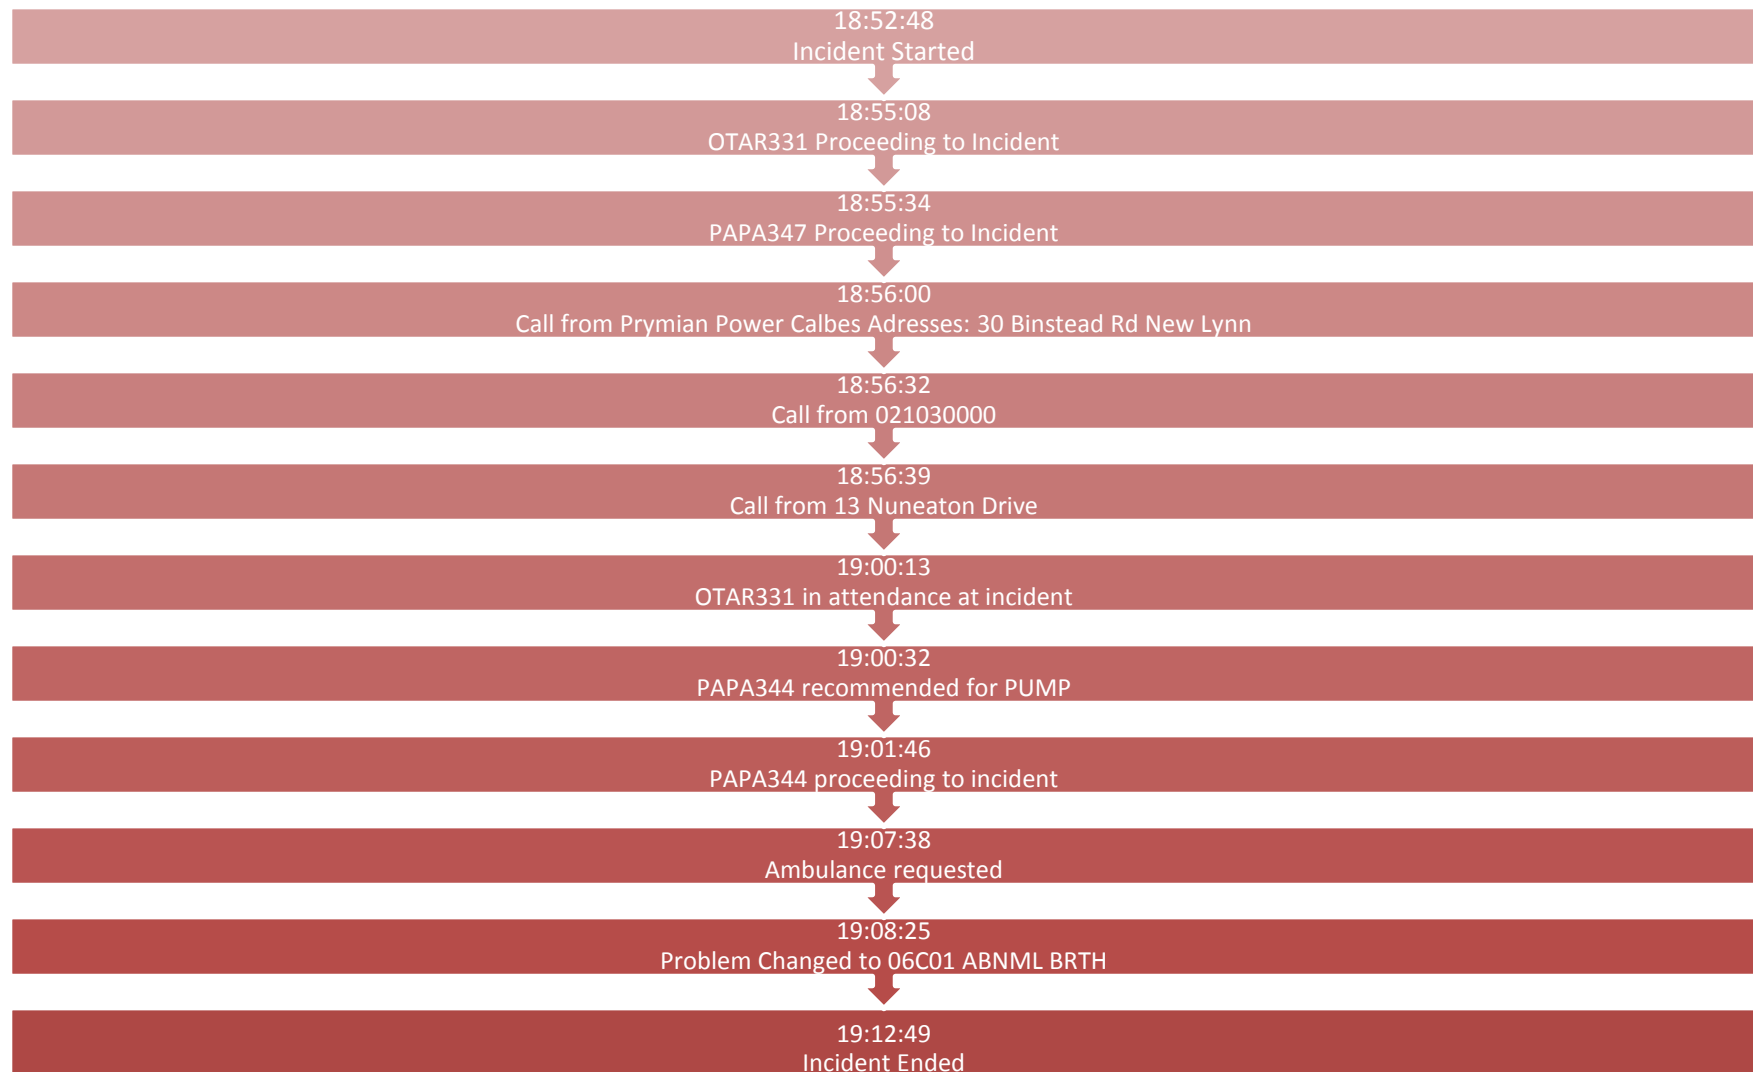 18:52:48
Incident Started
18:55:08
OTAR331 Proceeding to Incident
18:55:34
PAPA347 Proceeding to Incident
18:56:00
Call from Prymian Power Calbes Adresses: 30 Binstead Rd New Lynn
18:56:32
Call from 021030000
18:56:39
Call from 13 Nuneaton Drive
19:00:13
OTAR331 in attendance at incident
19:00:32
PAPA344 recommended for PUMP
19:01:46
PAPA344 proceeding to incident
19:07:38
Ambulance requested
19:08:25
Problem Changed to 06C01 ABNML BRTH
19:12:49
Incident Ended